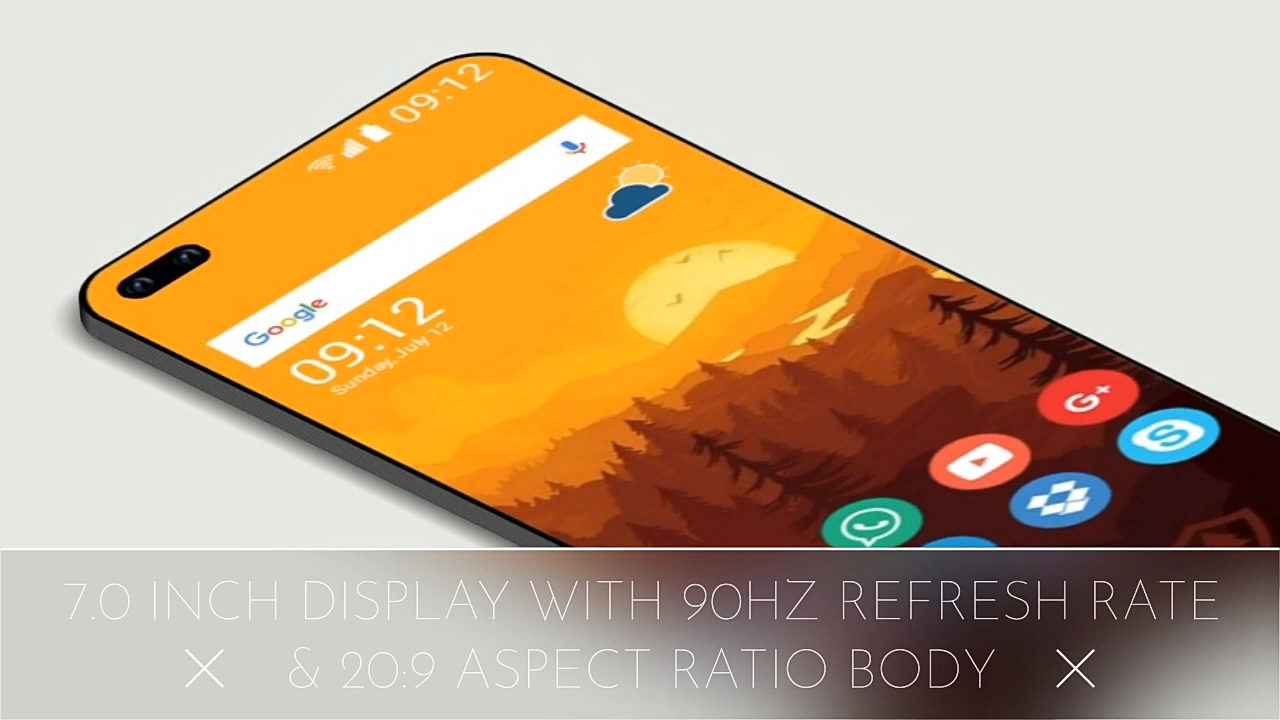 09:12
Google
09:12
Sunday, July 12
G+
7.0 INCH DISPLAY WITH 90HZ REFRESH RATE
& 20:9 ASPECT RATIO BODY